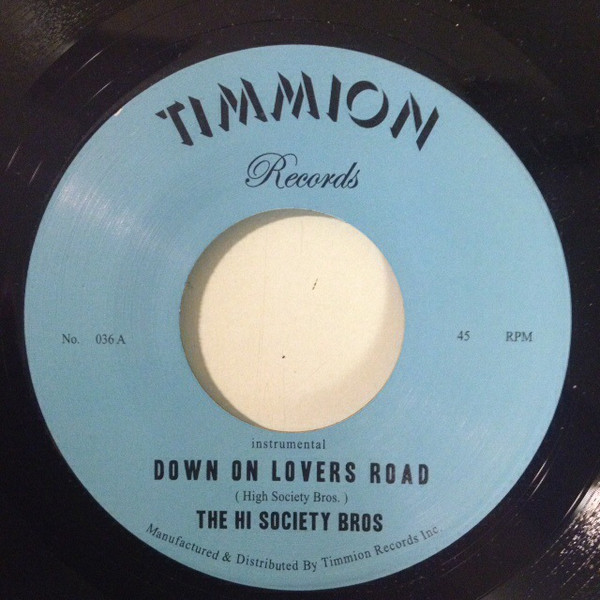 TIMMION
Records
No. 036 A 45 RPM
instrumental
DOWN ON LOVERS ROAD
( High Society Bros. )
THE HI SOCIETY BROS
Manufactured & Distributed By Timmion Records Inc.